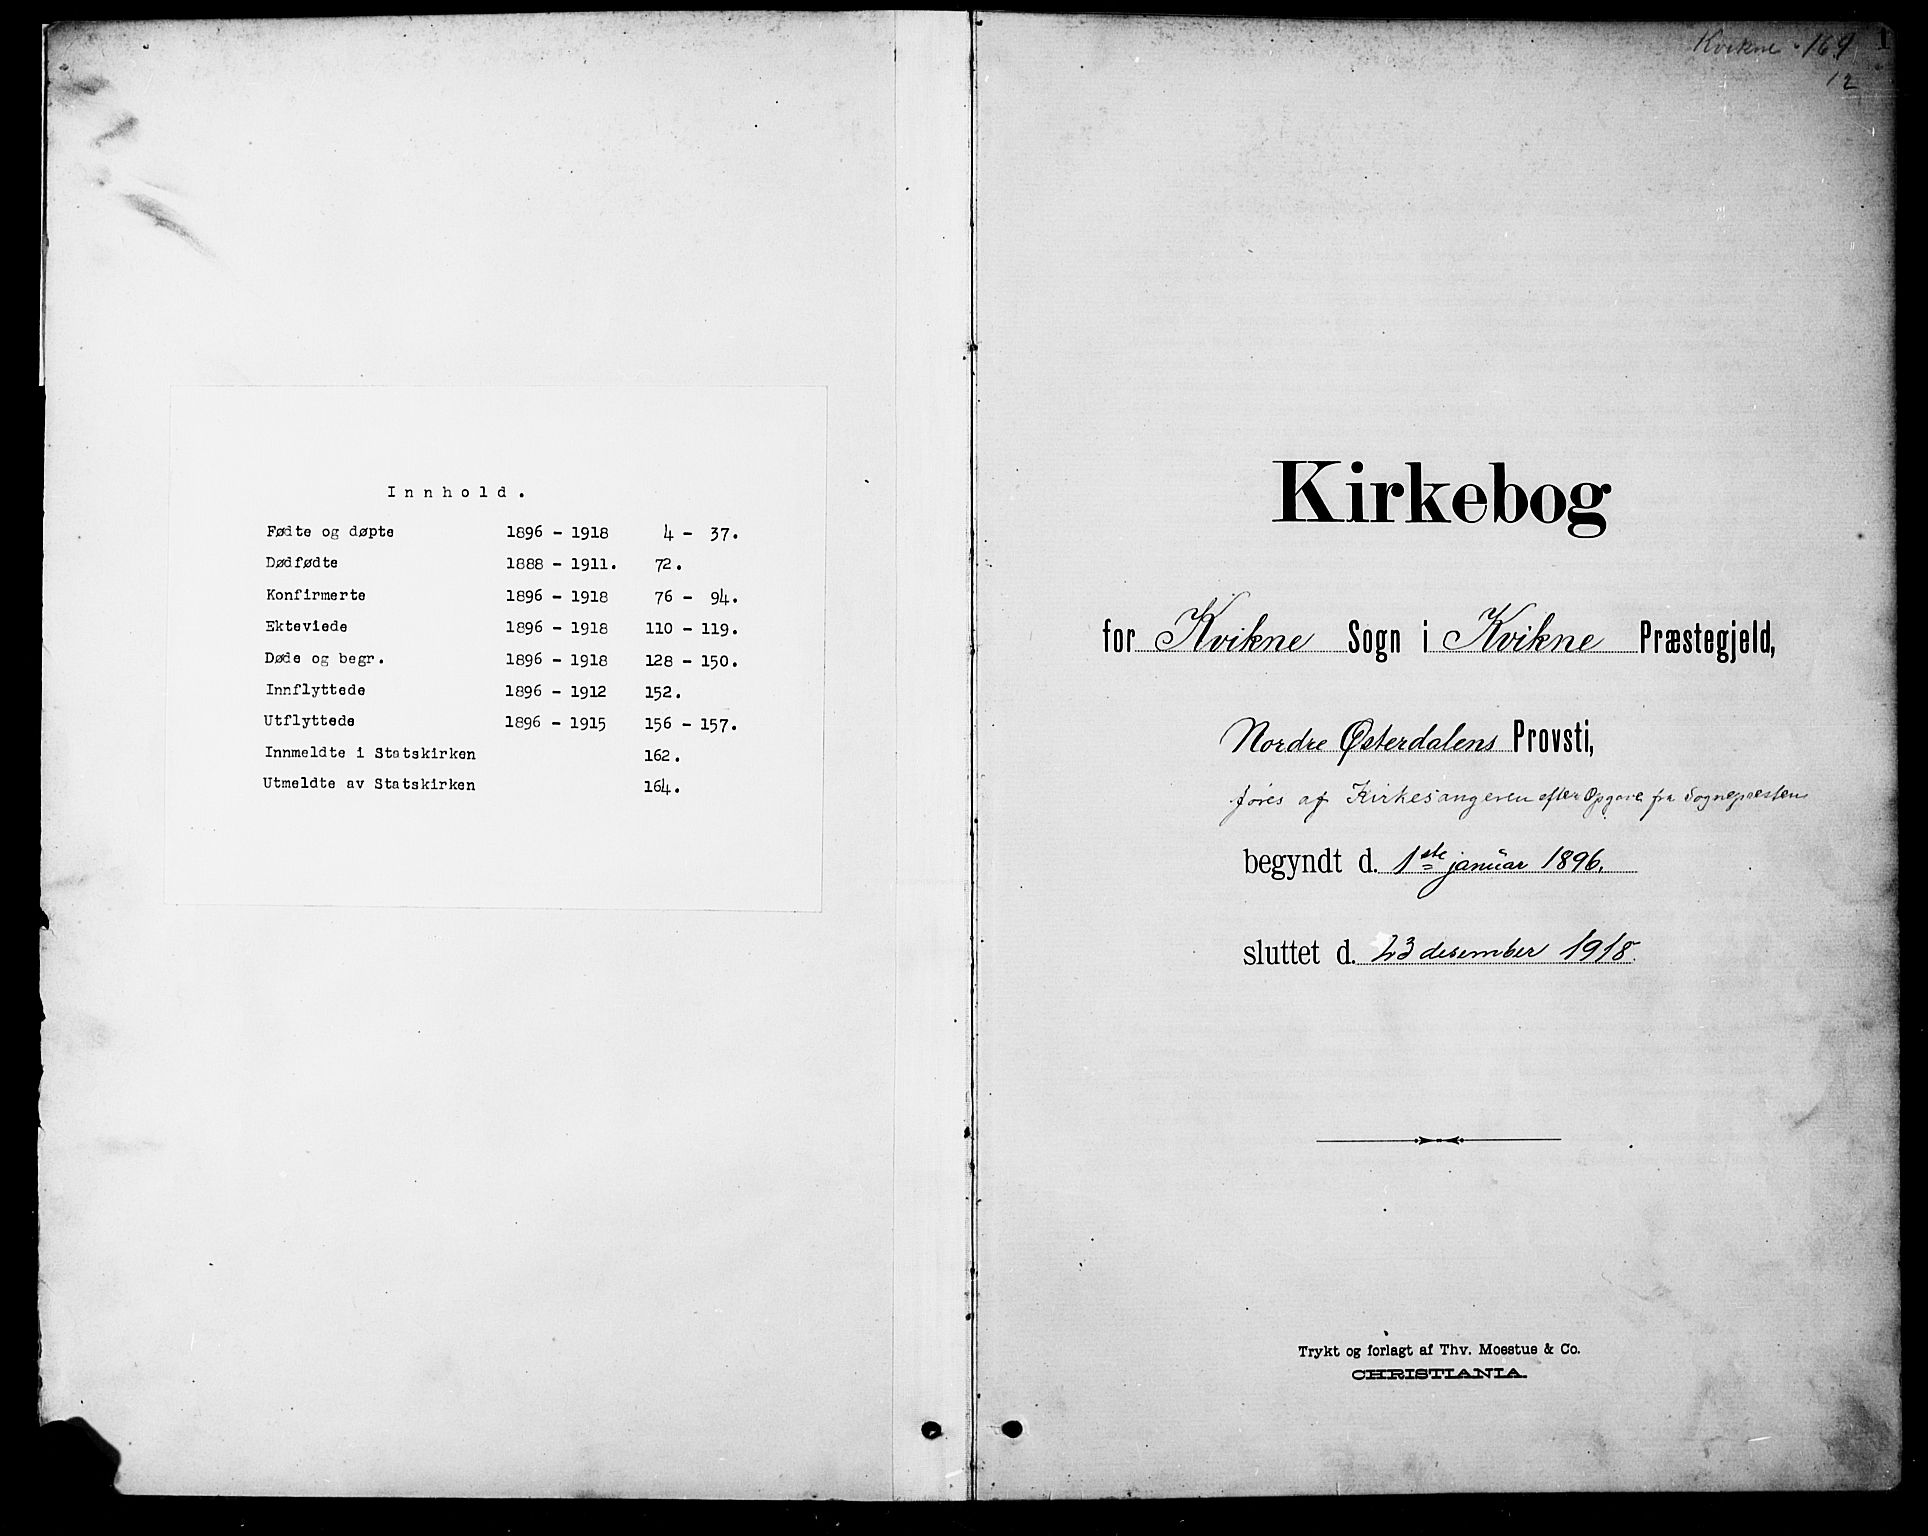 Innhold.
Fødte og døpte 1896 - 1918 4 - 37.
Dødfødte 1888 - 1911. 72.
Konfirmerte 1896 - 1918 76 - 94.
Ekteviede 1896 - 1918 110 - 119.
Døde og begr. 1896 - 1918 128 - 150.
Innflyttede 1896 - 1912 152.
Utflyttede 1896 - 1915 156 - 157.
Innmeldte i Statskirken 162.
Utmeldte av Statskirken 164.
Kvikne 1
12
Kirkebog
for Kvikne Sogn i Kvikne Præstegjeld,
Nordre Østerdalens Provsti,
føres af Kirkesangeren efter Opgave fra Sognepræsten
begyndt d. 1ste januar 1896.
sluttet d. 23 desember 1918.
Trykt og forlagt af Thv. Moestue & Co.
CHRISTIANIA.